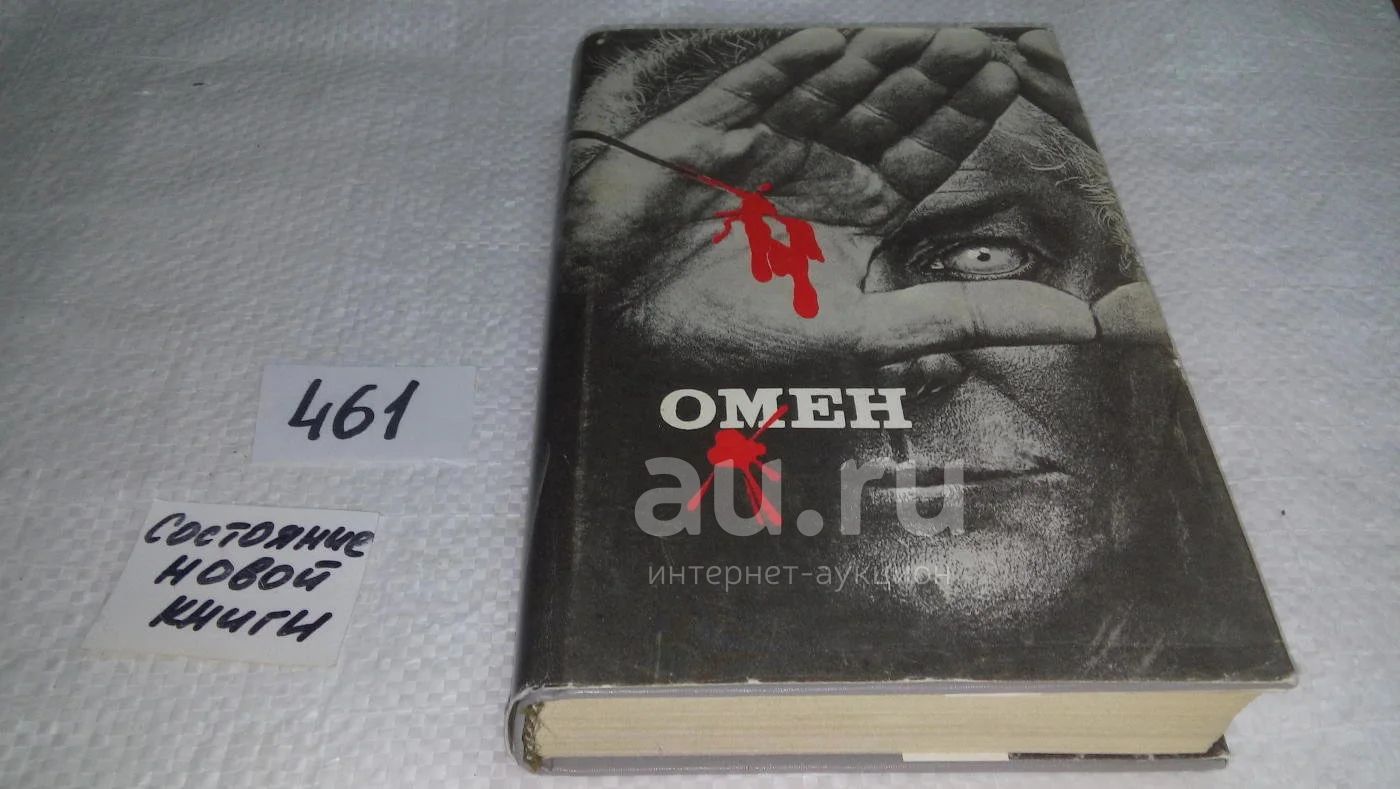 ОМЕН
461
Состояние
новой
книги
au.ru
интернет-аукцион